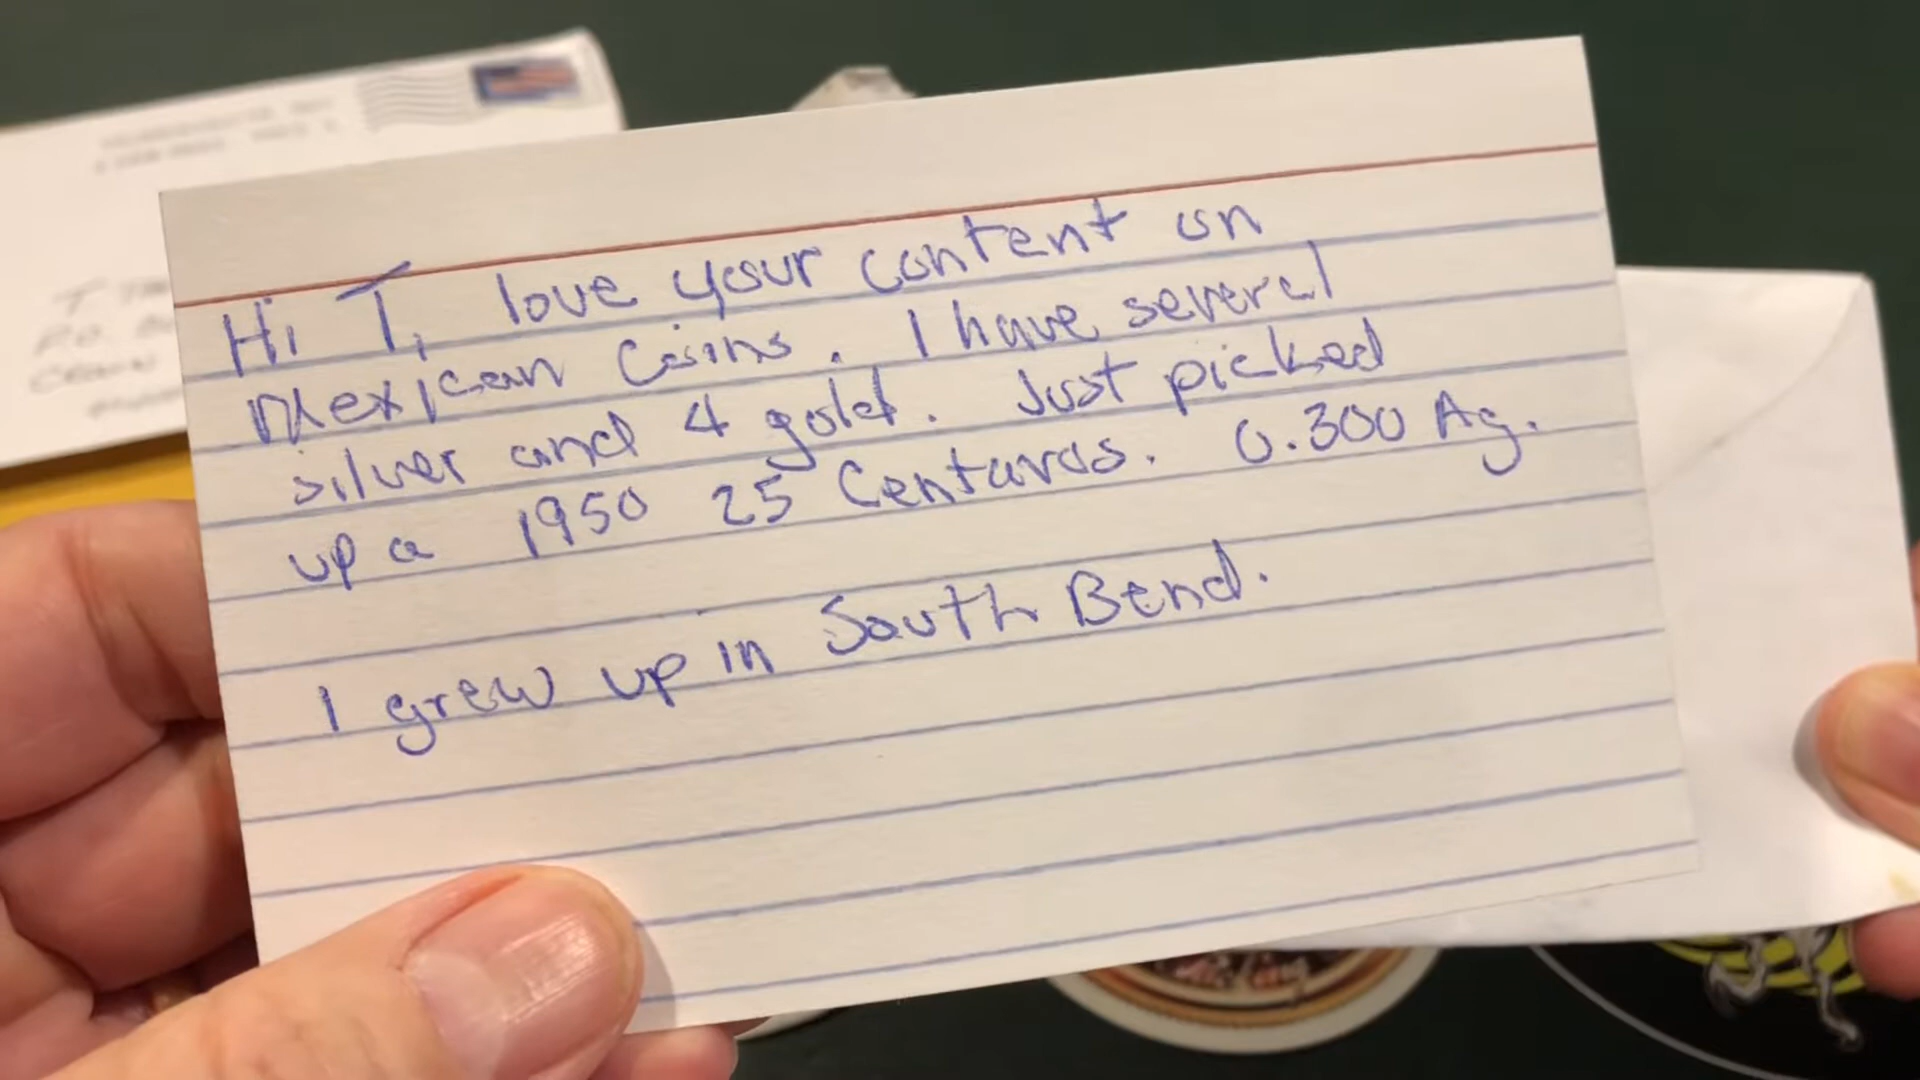 Hi T, love your content on
Mexican Coins. I have several
silver and 4 gold. Just picked
up a 1950 25 Centavos. 0.300 Ag.
I grew up in South Bend.